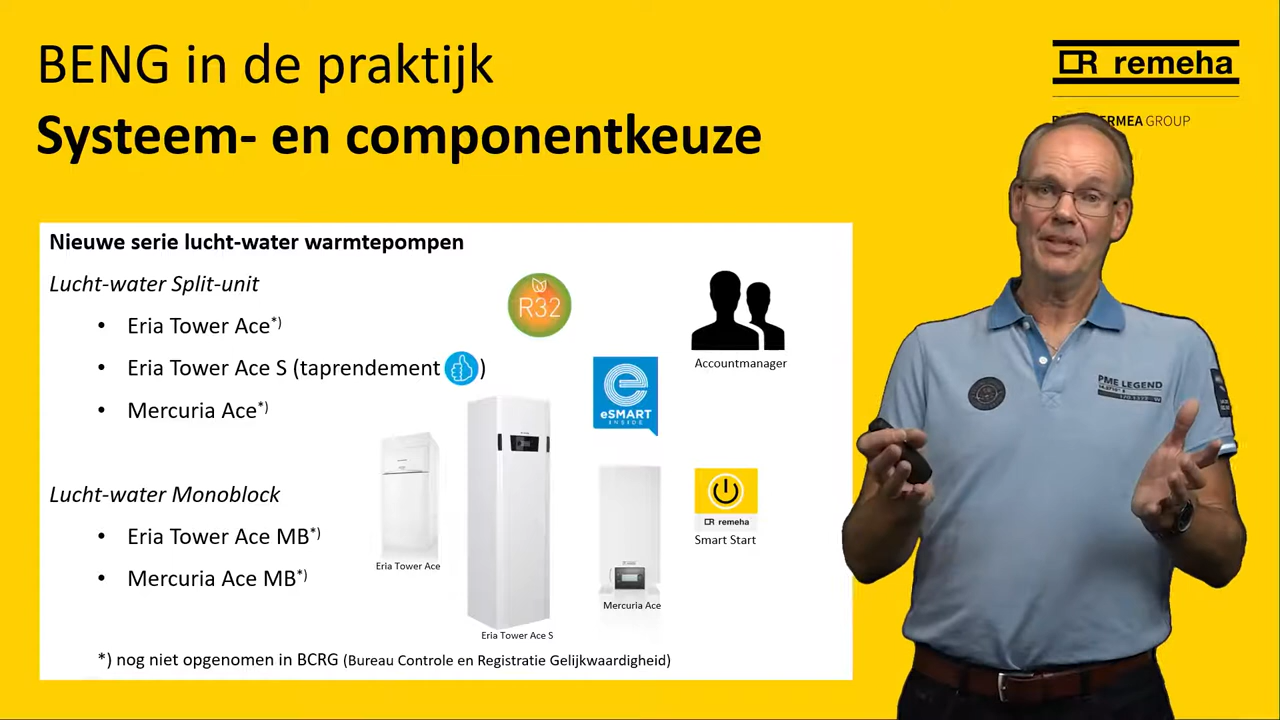 BENG in de praktijk
Systeem- en componentkeuze
remeha
GROUP
Nieuwe serie lucht-water warmtepompen
Lucht-water Split-unit
R32
• Eria Tower Ace*)
• Eria Tower Ace S (taprendement )
• Mercuria Ace*)
Accountmanager
eSMART
INSIDE
PME LEGEND
Lucht-water Monoblock
• Eria Tower Ace MB*)
• Mercuria Ace MB*)
Eria Tower Ace
Eria Tower Ace S
Mercuria Ace
remeha
Smart Start
*) nog niet opgenomen in BCRG (Bureau Controle en Registratie Gelijkwaardigheid)